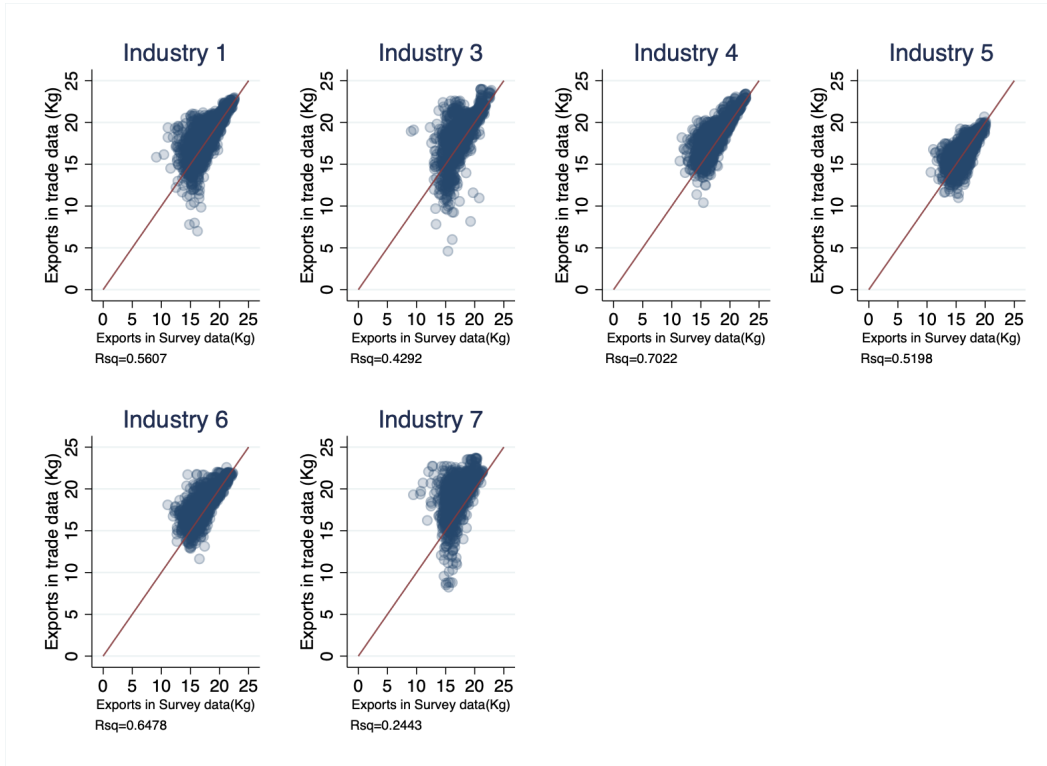 Industry 1
Exports in trade data (Kg)
25
20
15
10
5
0
0 5 10 15 20 25
Exports in Survey data(Kg)
Rsq=0.5607
Industry 3
Exports in trade data (Kg)
25
20
15
10
5
0
0 5 10 15 20 25
Exports in Survey data(Kg)
Rsq=0.4292
Industry 4
Exports in trade data (Kg)
25
20
15
10
5
0
0 5 10 15 20 25
Exports in Survey data(Kg)
Rsq=0.7022
Industry 5
Exports in trade data (Kg)
25
20
15
10
5
0
0 5 10 15 20 25
Exports in Survey data(Kg)
Rsq=0.5198
Industry 6
Exports in trade data (Kg)
25
20
15
10
5
0
0 5 10 15 20 25
Exports in Survey data(Kg)
Rsq=0.6478
Industry 7
Exports in trade data (Kg)
25
20
15
10
5
0
0 5 10 15 20 25
Exports in Survey data(Kg)
Rsq=0.2443